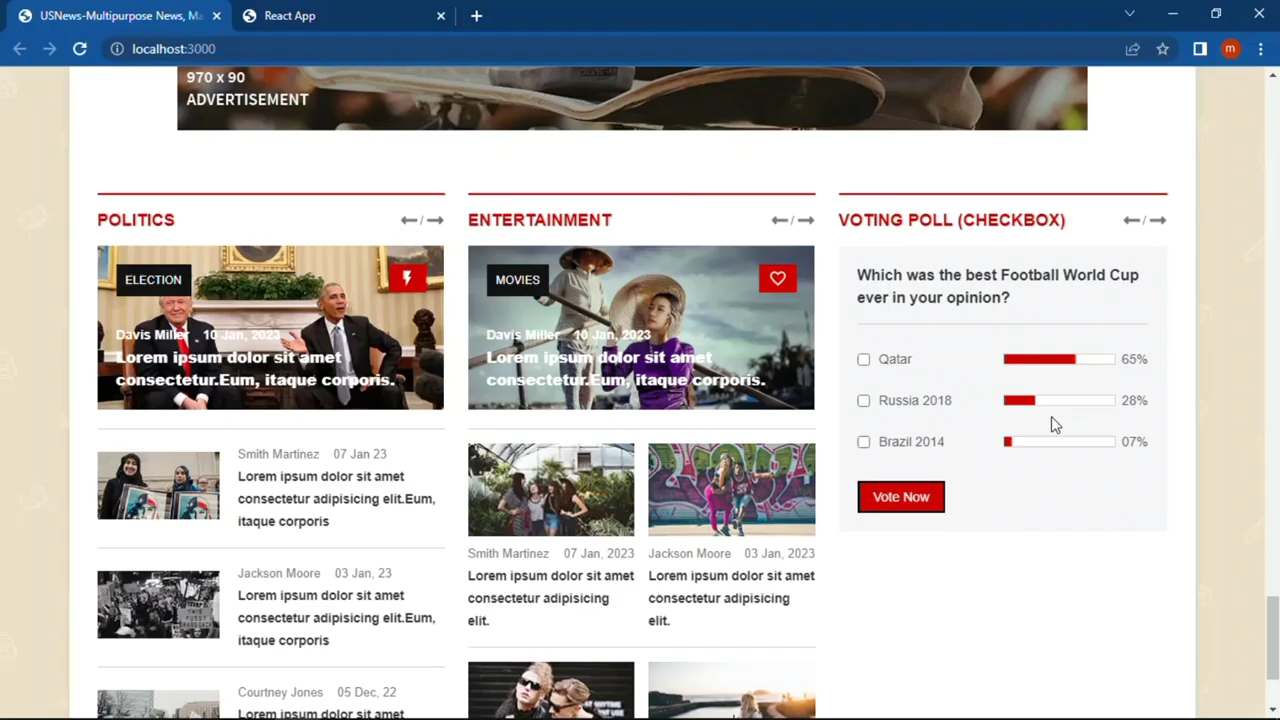 USNews-Multipurpose News, Ma
React App
localhost:3000
m
970 x 90
ADVERTISEMENT
POLITICS
/
ELECTION
Davis Miller . 10 Jan, 2023
Lorem ipsum dolor sit amet
consectetur.Eum, itaque corporis.
Smith Martinez 07 Jan 23
Lorem ipsum dolor sit amet
consectetur adipisicing elit.Eum,
itaque corporis
Jackson Moore 03 Jan, 23
Lorem ipsum dolor sit amet
consectetur adipisicing elit.Eum,
itaque corporis
Courtney Jones 05 Dec, 22
Lorem ipsum dolor sit amet
ENTERTAINMENT
/
MOVIES
Davis Miller . 10 Jan, 2023
Lorem ipsum dolor sit amet
consectetur.Eum, itaque corporis.
Smith Martinez 07 Jan, 2023
Lorem ipsum dolor sit amet
consectetur adipisicing
elit.
Jackson Moore 03 Jan, 2023
Lorem ipsum dolor sit amet
consectetur adipisicing
elit.
VOTING POLL (CHECKBOX)
/
Which was the best Football World Cup
ever in your opinion?
Qatar 65%
Russia 2018 28%
Brazil 2014 07%
Vote Now